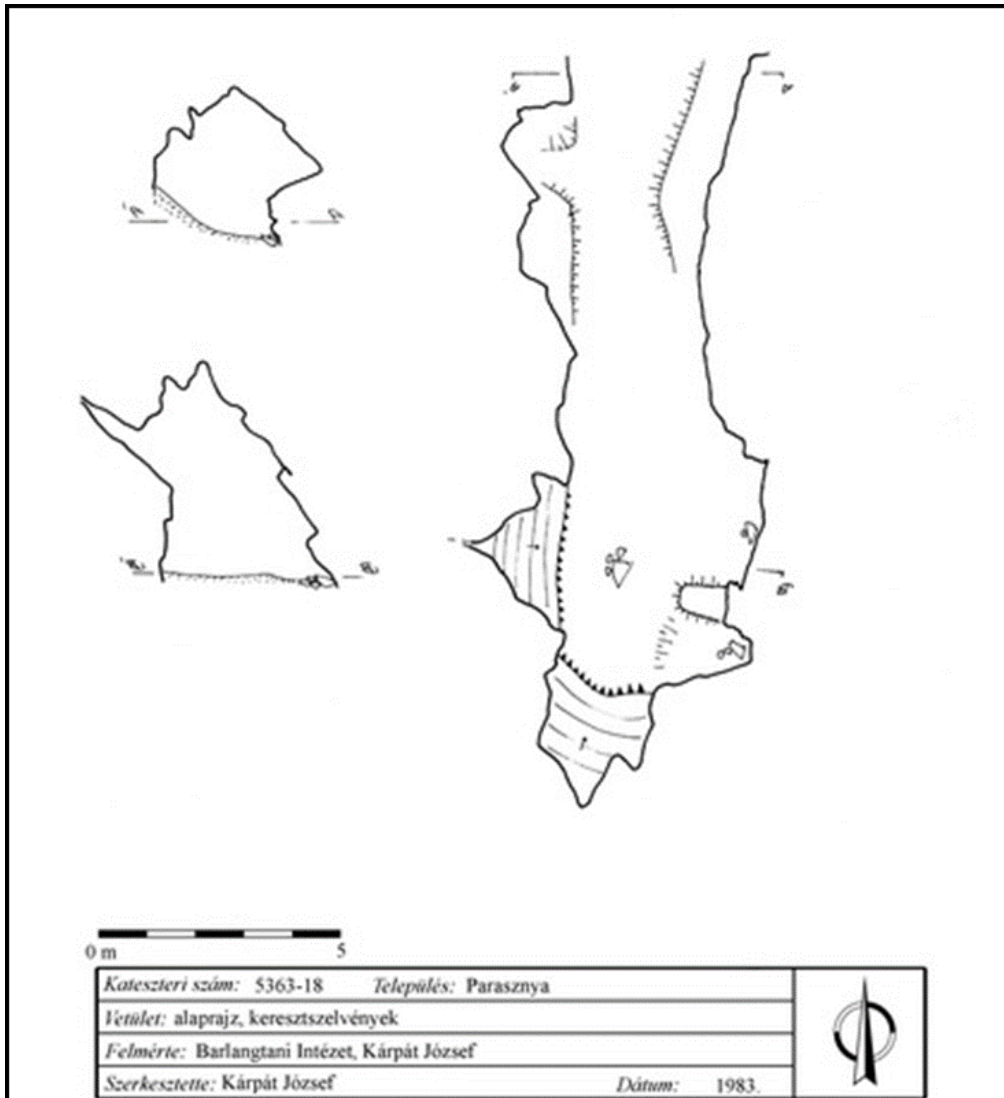 'A A
'B B
0 m 5
Kateszteri szám: 5363-18 Település: Parasznya
Vetület: alaprajz, keresztszelvények
Felmérte: Barlangtani Intézet, Kárpát József
Szerkesztette: Kárpát József Dátum: 1983.